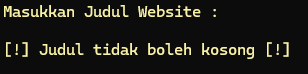 Masukkan Judul Website :
[!] Judul tidak boleh kosong [!]